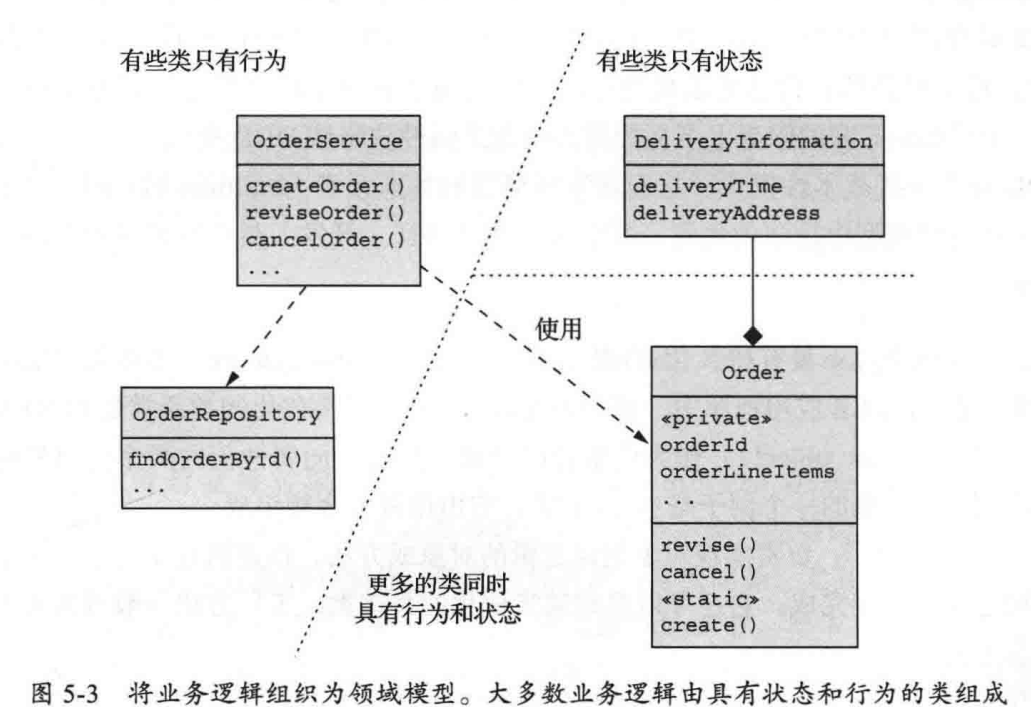 有些类只有行为
有些类只有状态
OrderService
createOrder()
reviseOrder()
cancelOrder()
...
DeliveryInformation
deliveryTime
deliveryAddress
使用
OrderRepository
findOrderById()
...
Order
«private»
orderId
orderLineItems
...
revise()
cancel()
«static»
create()
更多的类同时
具有行为和状态
图 5-3 将业务逻辑组织为领域模型。大多数业务逻辑由具有状态和行为的类组成